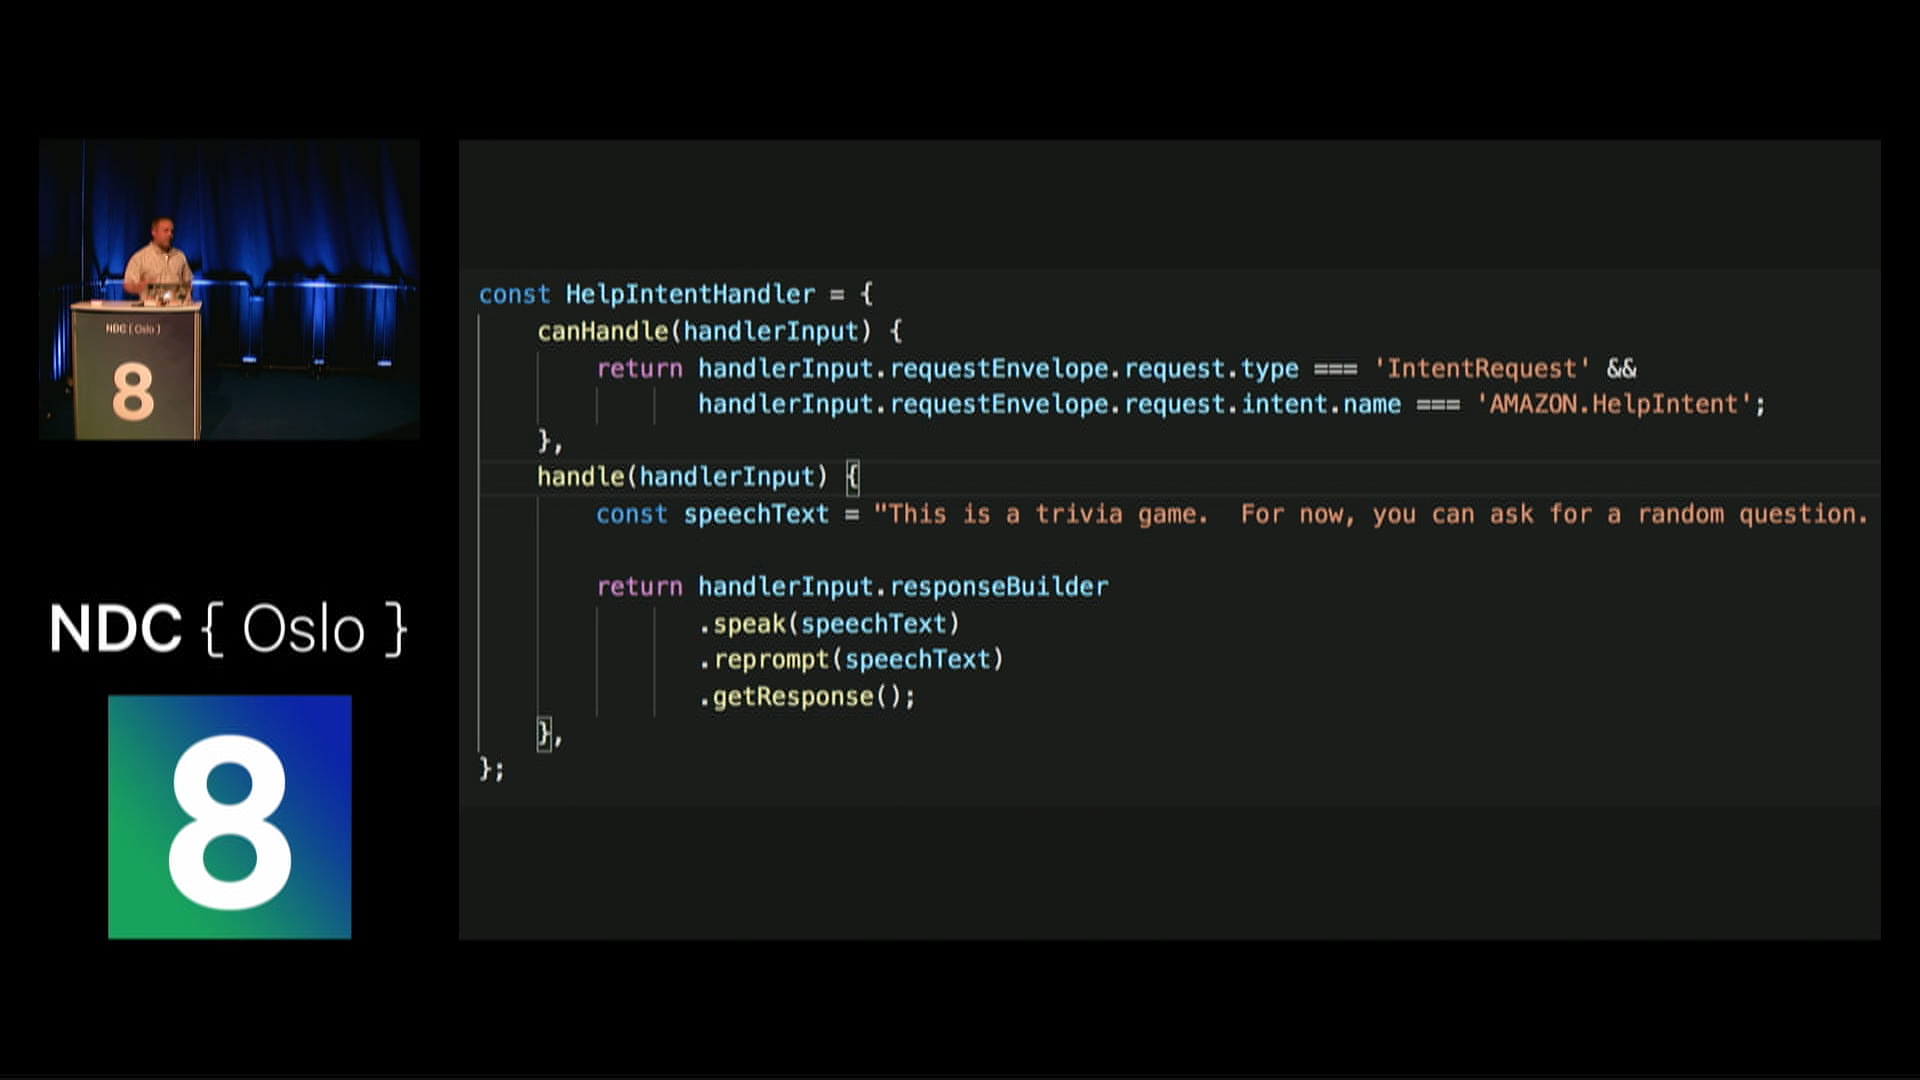 NDC { Oslo }
8
NDC { Oslo }
8
const HelpIntentHandler = {
canHandle(handlerInput) {
return handlerInput.requestEnvelope.request.type === 'IntentRequest' &&
handlerInput.requestEnvelope.request.intent.name === 'AMAZON.HelpIntent';
},
handle(handlerInput) {
const speechText = "This is a trivia game.  For now, you can ask for a random question.
return handlerInput.responseBuilder
.speak(speechText)
.reprompt(speechText)
.getResponse();
},
};